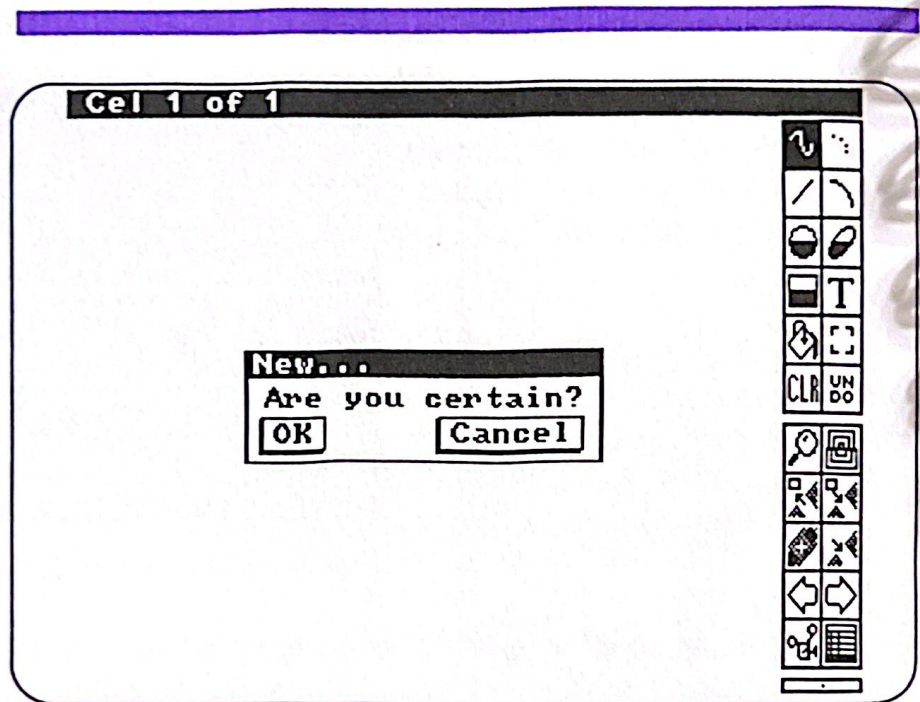 Cel 1 of 1
T
CLR
UN
DO
New...
Are you certain?
OK
Cancel